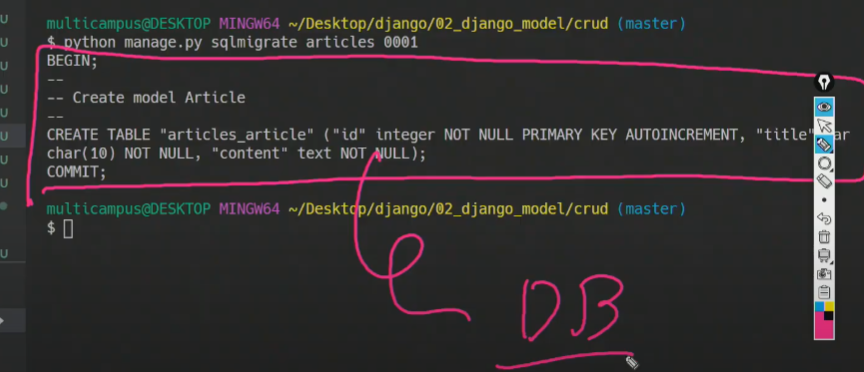 multicampus@DESKTOP MINGW64 ~/Desktop/django/02_django_model/crud (master)
$ python manage.py sqlmigrate articles 0001
BEGIN;
--
-- Create model Article
--
CREATE TABLE "articles_article" ("id" integer NOT NULL PRIMARY KEY AUTOINCREMENT, "title" var
char(10) NOT NULL, "content" text NOT NULL);
COMMIT;
multicampus@DESKTOP MINGW64 ~/Desktop/django/02_django_model/crud (master)
$
DB
U
U
U
U
U
U
U
U
U